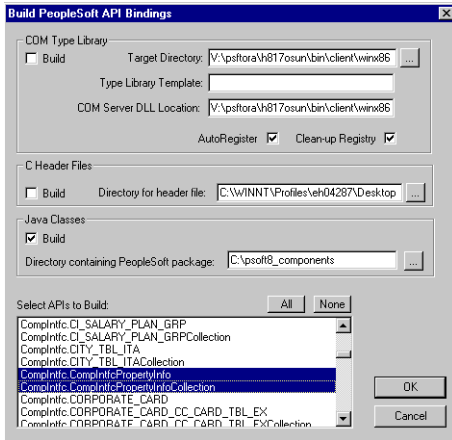 Build PeopleSoft API Bindings
COM Type Library
Build
Target Directory: V:\psftora\h817osun\bin\client\winx86
Type Library Template:
COM Server DLL Location: V:\psftora\h817osun\bin\client\winx86
AutoRegister
Clean-up Registry
C Header Files
Build
Directory for header file: C:\WINNT\Profiles\eh04287\Desktop
Java Classes
Build
Directory containing PeopleSoft package: C:\psoft8_components
Select APIs to Build:
All
None
CompIntfc.CI_SALARY_PLAN_GRP
CompIntfc.CI_SALARY_PLAN_GRPCollection
CompIntfc.CITY_TBL_ITA
CompIntfc.CITY_TBL_ITACollection
CompIntfc.CompIntfcPropertyInfo
CompIntfc.CompIntfcPropertyInfoCollection
CompIntfc.CORPORATE_CARD
CompIntfc.CORPORATE_CARD_CC_CARD_TBL_EX
CompIntfc.CORPORATE_CARD_CC_CARD_TBL_EXCollection
OK
Cancel